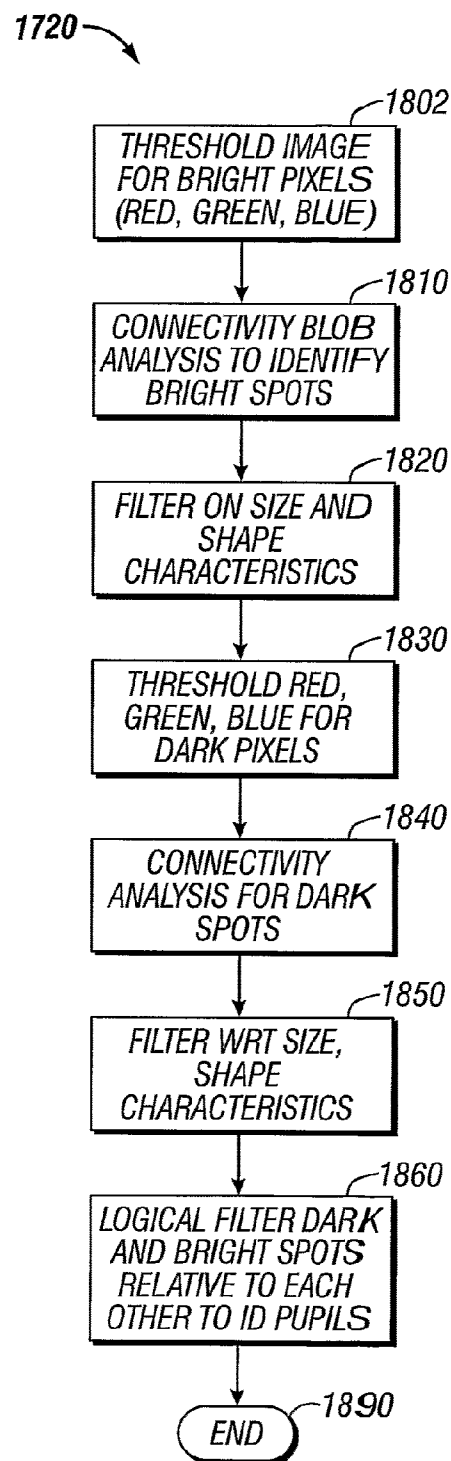 1720
1802
THRESHOLD IMAGE
FOR BRIGHT PIXELS
(RED, GREEN, BLUE)
1810
CONNECTIVITY BLOB
ANALYSIS TO IDENTIFY
BRIGHT SPOTS
1820
FILTER ON SIZE AND
SHAPE
CHARACTERISTICS
1830
THRESHOLD RED,
GREEN, BLUE FOR
DARK PIXELS
1840
CONNECTIVITY
ANALYSIS FOR DARK
SPOTS
1850
FILTER WRT SIZE,
SHAPE
CHARACTERISTICS
1860
LOGICAL FILTER DARK
AND BRIGHT SPOTS
RELATIVE TO EACH
OTHER TO ID PUPILS
1890
END